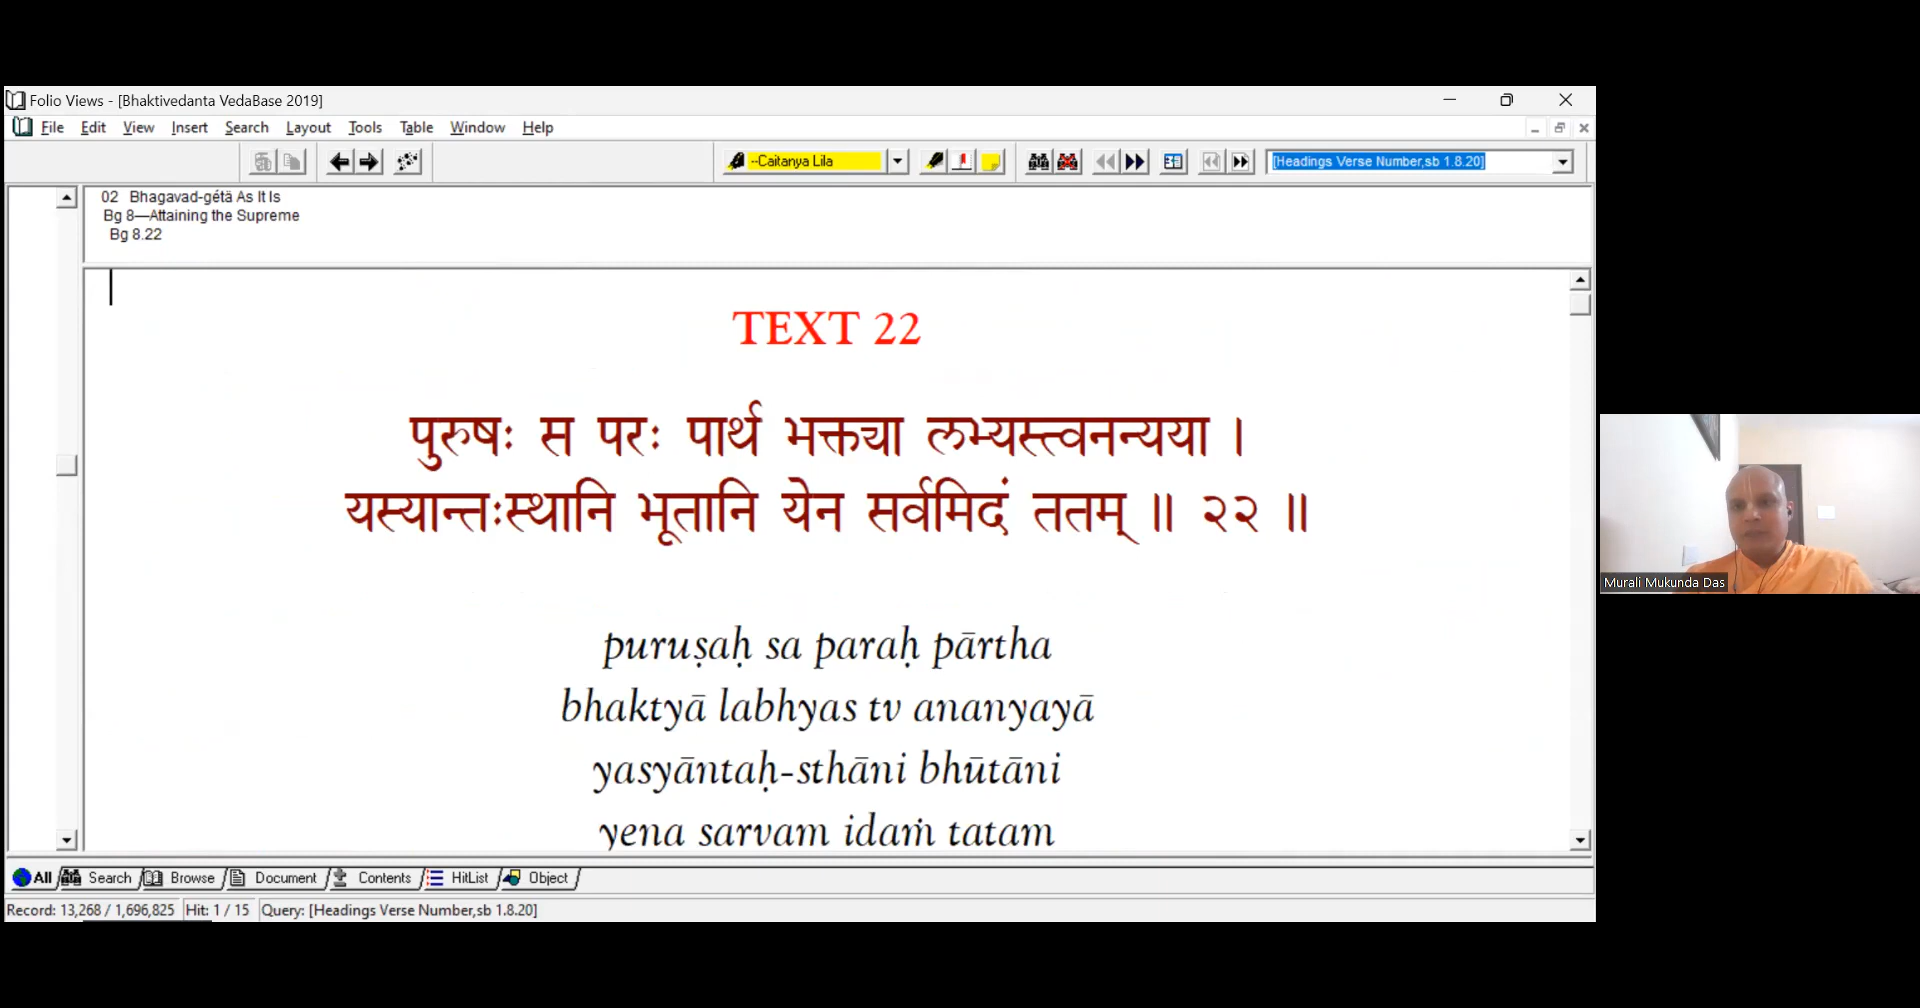 Folio Views - [Bhaktivedanta VedaBase 2019]
File Edit View Insert Search Layout Tools Table Window Help
--Caitanya Lila
[Headings Verse Number,sb 1.8.20]
02 Bhagavad-gétä As It Is
Bg 8—Attaining the Supreme
Bg 8.22
TEXT 22
पुरुषः स परः पार्थ भक्त्या लभ्यस्त्वनन्यया ।
यस्यान्तःस्थानि भूतानि येन सर्वमिदं ततम् ॥ २२ ॥
puruṣaḥ sa paraḥ pārtha
bhaktyā labhyas tv ananyayā
yasyāntaḥ-sthāni bhūtāni
yena sarvam idaṁ tatam
Murali Mukunda Das
All Search Browse Document Contents HitList Object
Record: 13,268 / 1,696,825 Hit: 1 / 15 Query: [Headings Verse Number,sb 1.8.20]